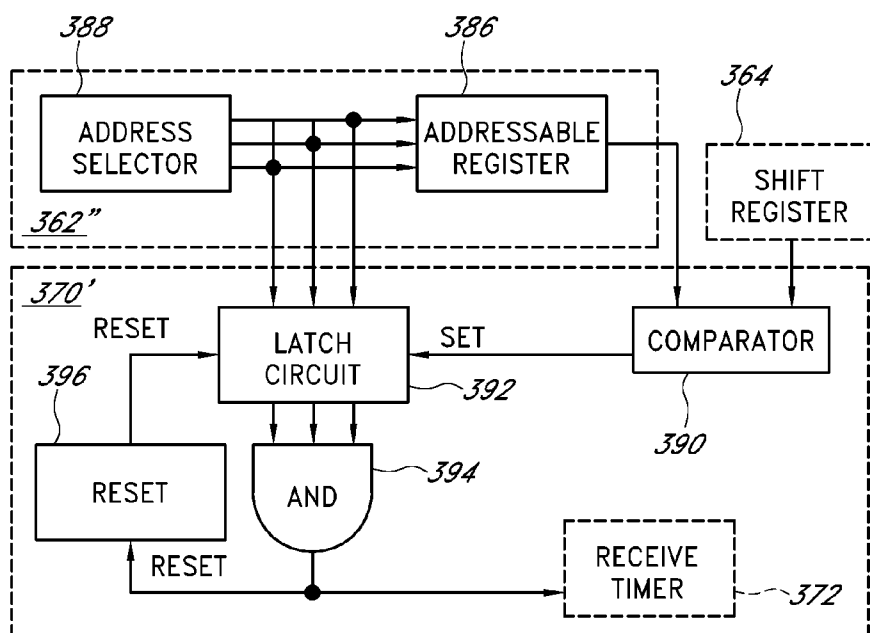 388
386
364
ADDRESS
SELECTOR
ADDRESSABLE
REGISTER
SHIFT
REGISTER
362"
370'
RESET
LATCH
CIRCUIT
SET
COMPARATOR
396
392
390
394
RESET
AND
RESET
RECEIVE
TIMER
372